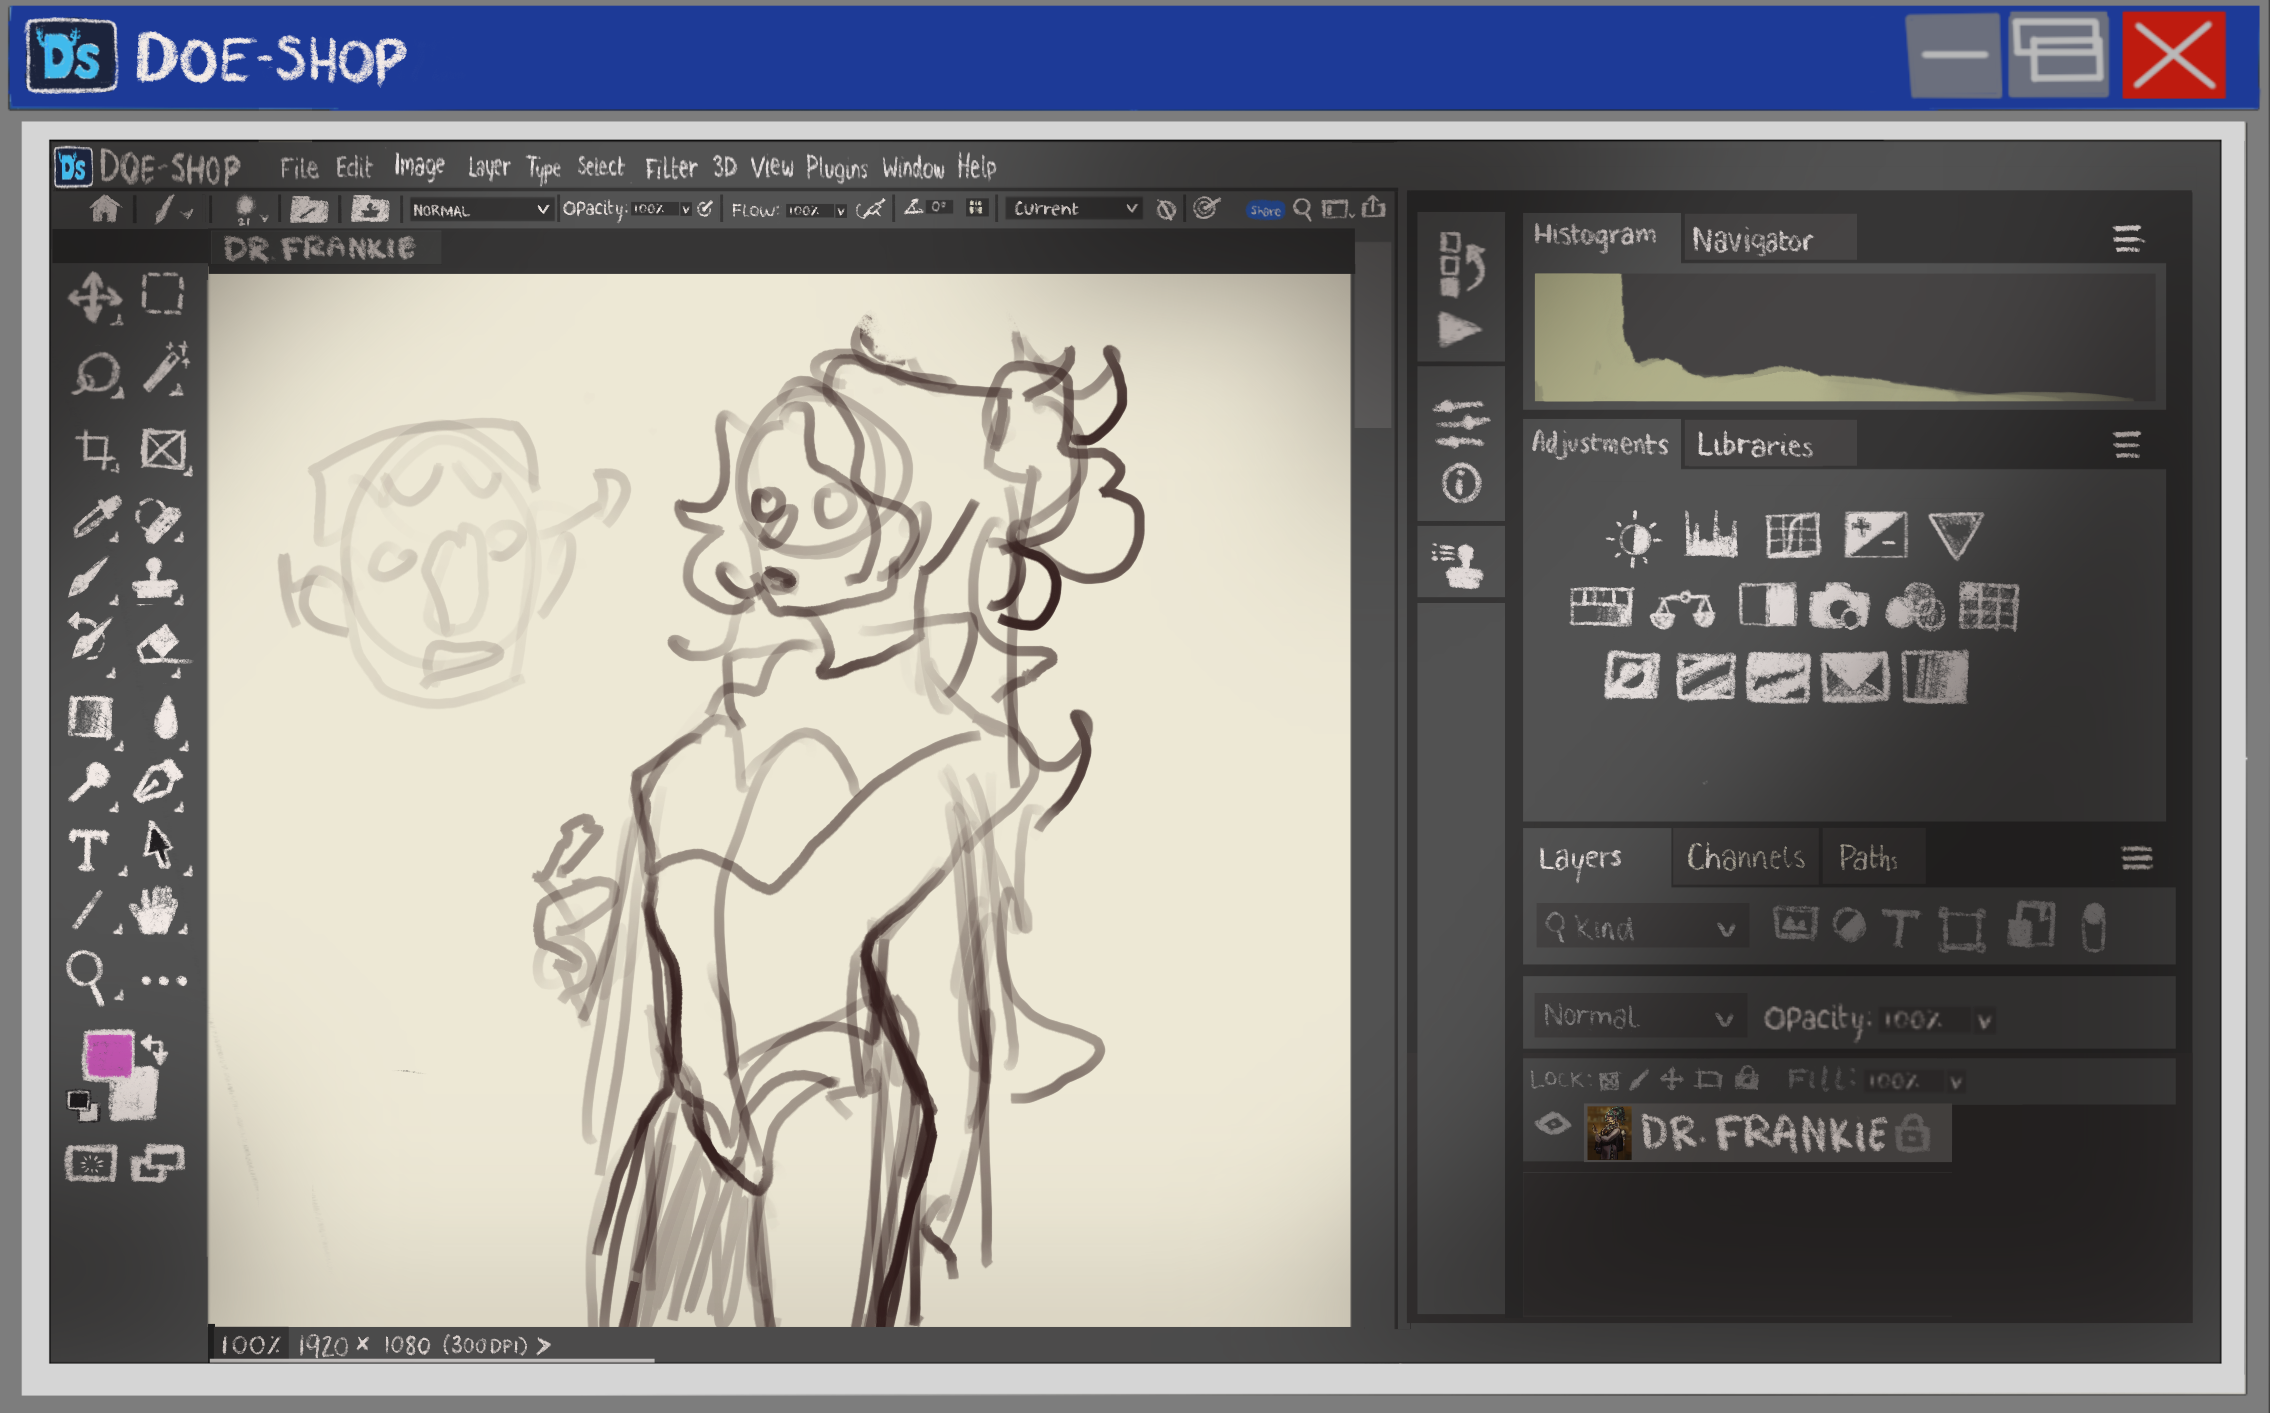 Ds DOE-SHOP
Ds DOE-SHOP File Edit Image Layer Type Select Filter 3D View Plugins Window Help
21 NORMAL OPACITY: 100% FLOW: 100% 0° Current Share
DR. FRANKIE
Histogram Navigator
Adjustments Libraries
T
Layers Channels Paths
Kind T
Normal Opacity: 100%
LOCK: Fill: 100%
DR. FRANKIE
100% 1920 x 1080 (300DPI) >